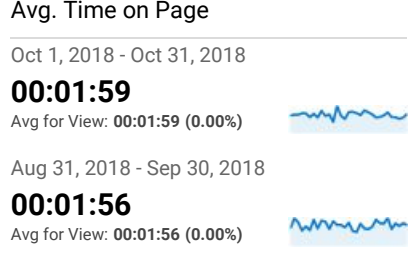 Avg. Time on Page
Oct 1, 2018 - Oct 31, 2018
00:01:59
Avg for View: 00:01:59 (0.00%)
Aug 31, 2018 - Sep 30, 2018
00:01:56
Avg for View: 00:01:56 (0.00%)